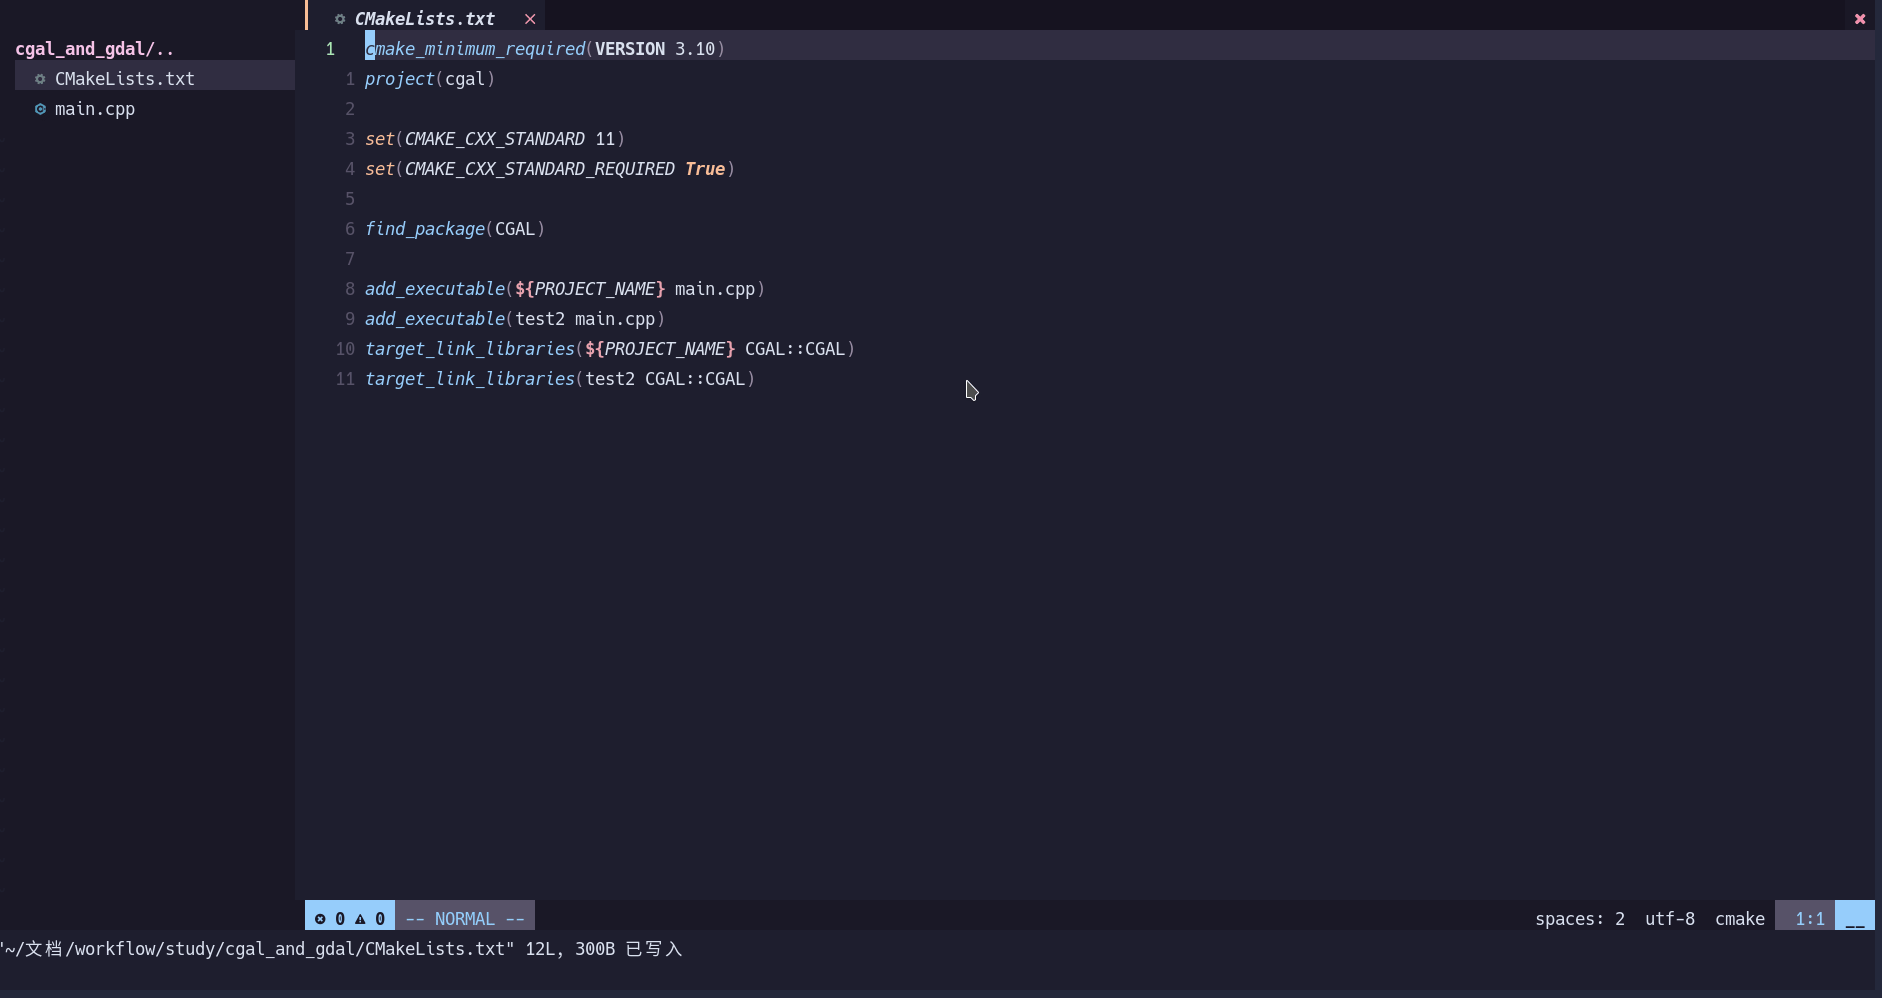 CMakeLists.txt
cgal_and_gdal/..
CMakeLists.txt
main.cpp
1 cmake_minimum_required(VERSION 3.10)
1 project(cgal)
2
3 set(CMAKE_CXX_STANDARD 11)
4 set(CMAKE_CXX_STANDARD_REQUIRED True)
5
6 find_package(CGAL)
7
8 add_executable(${PROJECT_NAME} main.cpp)
9 add_executable(test2 main.cpp)
10 target_link_libraries(${PROJECT_NAME} CGAL::CGAL)
11 target_link_libraries(test2 CGAL::CGAL)
0 0 -- NORMAL -- spaces: 2 utf-8 cmake 1:1 __
"~/文档/workflow/study/cgal_and_gdal/CMakeLists.txt" 12L, 300B 已写入